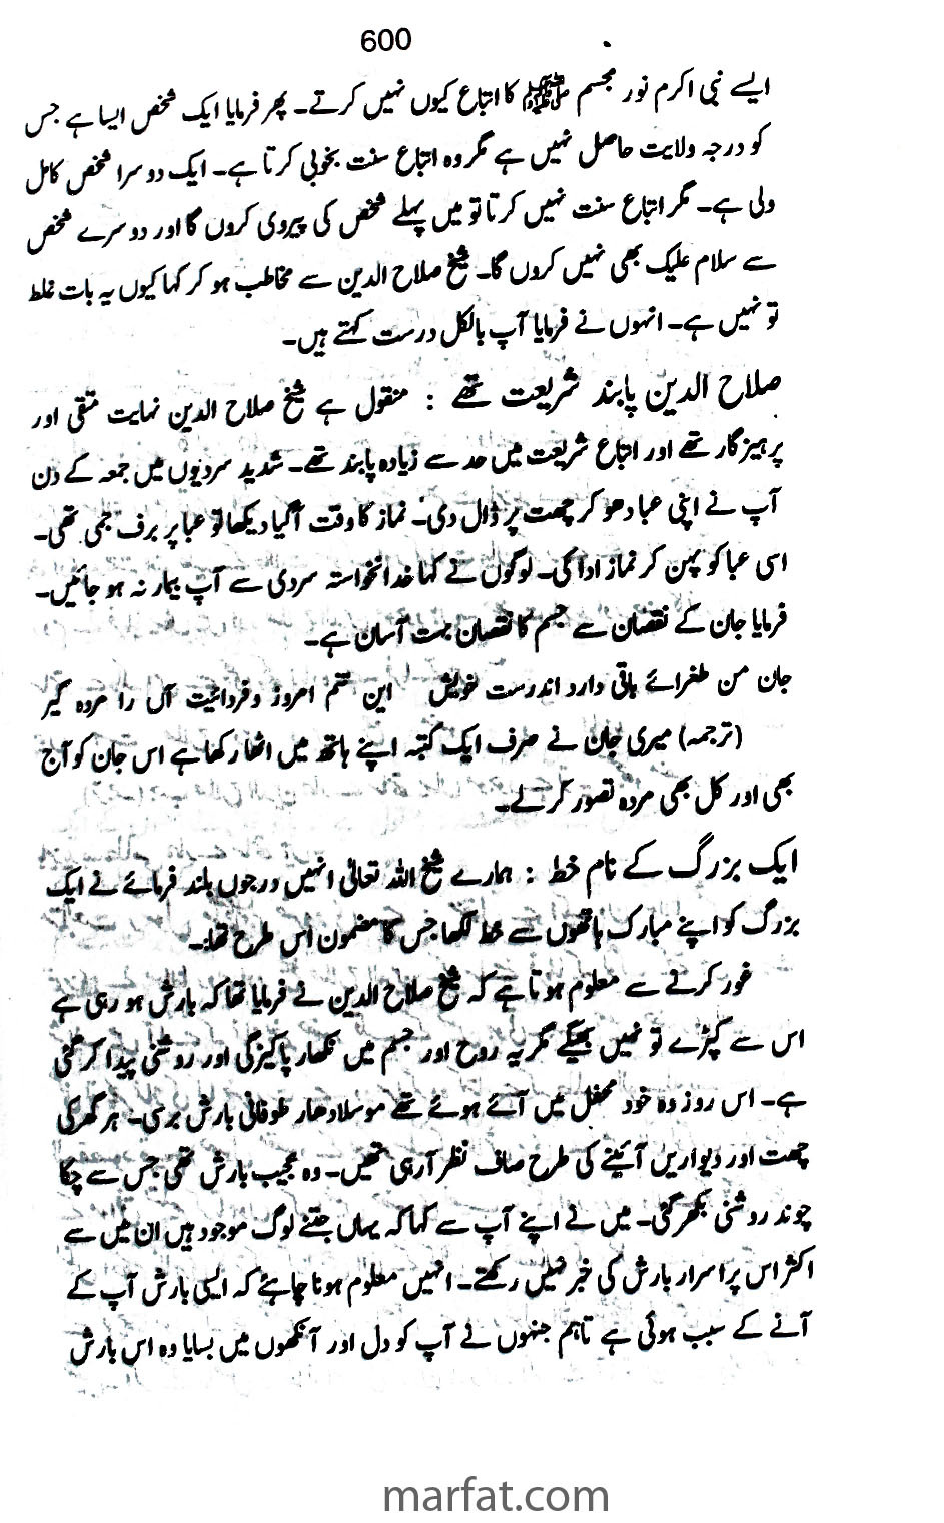 600
ایسے نبی اکرم نور مجسم ﷺ کا اتباع کیوں نہیں کرتے۔ پھر فرمایا ایک شخص ایسا ہے جس
کو درجہ ولایت حاصل نہیں ہے مگر وہ اتباع سنت بخوبی کرتا ہے۔ ایک دوسرا شخص کامل
ولی ہے۔ مگر اتباع سنت نہیں کرتا تو میں پہلے شخص کی پیروی کروں گا اور دوسرے شخص
سے سلام علیک بھی نہیں کروں گا۔ شیخ صلاح الدین سے مخاطب ہو کر کہا کیوں یہ بات غلط
تو نہیں ہے۔ انہوں نے فرمایا آپ بالکل درست کہتے ہیں۔
صلاح الدین پابند شریعت تھے : منقول ہے شیخ صلاح الدین نہایت متقی اور
پرہیزگار تھے اور اتباع شریعت میں حد سے زیادہ پابند تھے۔ شدید سردیوں میں جمعہ کے دن
آپ نے اپنی عبا دھو کر چھت پر ڈال دی۔ نماز کا وقت آگیا دیکھا تو عبا پر برف جمی تھی۔
اسی عبا کو پہن کر نماز ادا کی۔ لوگوں نے کہا خدانخواستہ سردی سے آپ بیمار نہ ہو جائیں۔
فرمایا جان کے نقصان سے جسم کا نقصان بہت آسان ہے۔
جان من طغرائے باقی دارد اندر ست خویش این تنم امروز و فردائیت آں را مردہ گیر
(ترجمہ) میری جان نے صرف ایک کتبہ اپنے ہاتھ میں اٹھا رکھا ہے اس جان کو آج
بھی اور کل بھی مردہ تصور کر لے۔
ایک بزرگ کے نام خط : ہمارے شیخ اللہ تعالیٰ انہیں درجوں بلند فرمائے نے ایک
بزرگ کو اپنے مبارک ہاتھوں سے خط لکھا جس کا مضمون اس طرح تھا:۔
غور کرنے سے معلوم ہوتا ہے کہ شیخ صلاح الدین نے فرمایا تھا کہ بارش ہو رہی ہے
اس سے کپڑے تو نہیں بھیگے مگر یہ روح اور جسم میں نکھار پاکیزگی اور روشنی پیدا کر گئی
ہے۔ اس روز وہ خود محفل میں آئے ہوئے تھے موسلادھار طوفانی بارش برسی۔ ہر گھر کی
چھت اور دیواریں آئینے کی طرح صاف نظر آرہی تھیں۔ وہ عجیب بارش تھی جس سے چکا
چوند روشنی بکھر گئی۔ میں نے اپنے آپ سے کہا کہ یہاں جتنے لوگ موجود ہیں ان میں سے
اکثر اس پراسرار بارش کی خبر نہیں رکھتے۔ انہیں معلوم ہونا چاہئے کہ ایسی بارش آپ کے
آنے کے سبب ہوئی ہے تاہم جنہوں نے آپ کو دل اور آنکھوں میں بسایا وہ اس بارش
marfat.com